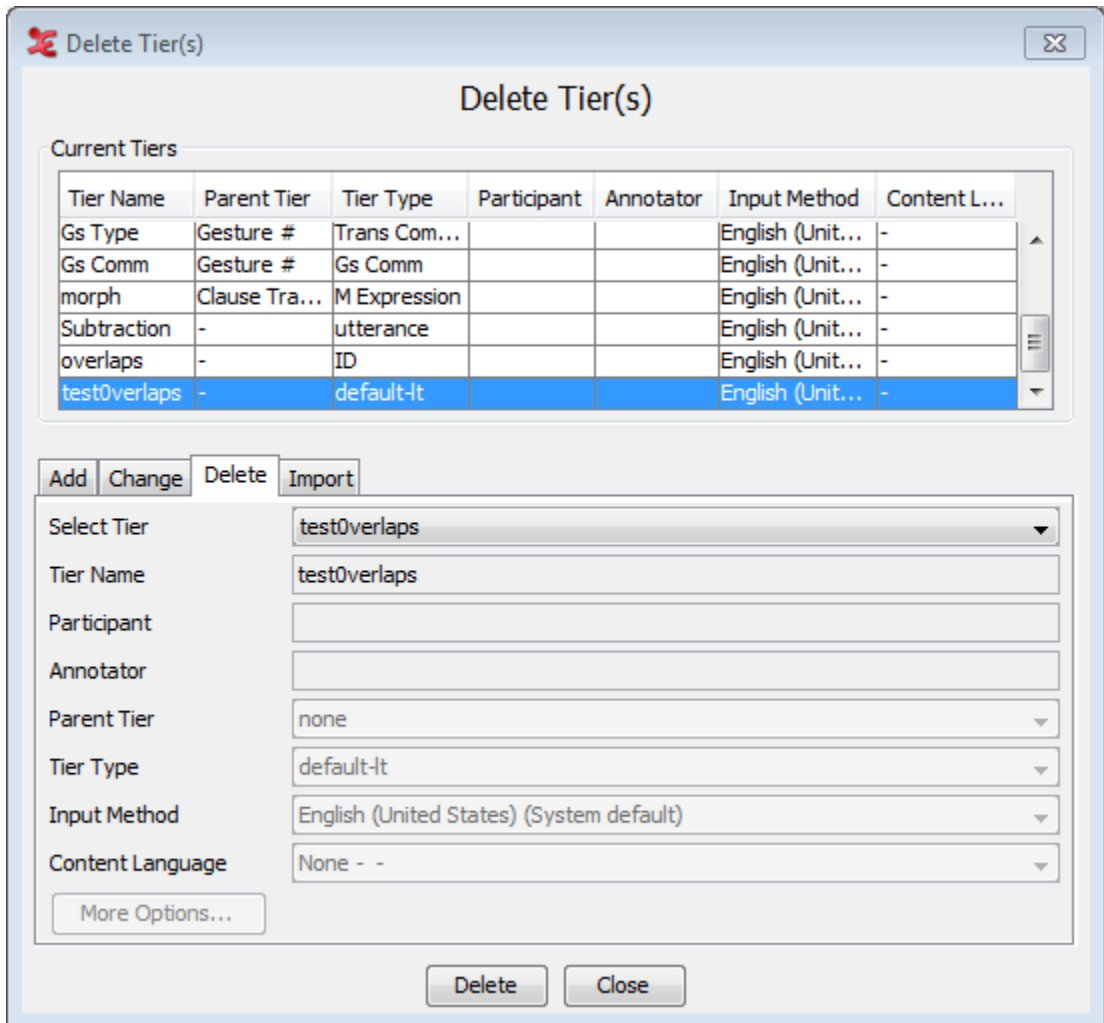 Delete Tier(s)
Delete Tier(s)
Current Tiers
Tier Name Parent Tier Tier Type Participant Annotator Input Method Content L...
Gs Type Gesture # Trans Com... English (Unit... -
Gs Comm Gesture # Gs Comm English (Unit... -
morph Clause Tra... M Expression English (Unit... -
Subtraction - utterance English (Unit... -
overlaps - ID English (Unit... -
test0verlaps - default-lt English (Unit... -
Add Change Delete Import
Select Tier test0verlaps
Tier Name test0verlaps
Participant
Annotator
Parent Tier none
Tier Type default-lt
Input Method English (United States) (System default)
Content Language None - -
More Options...
Delete Close